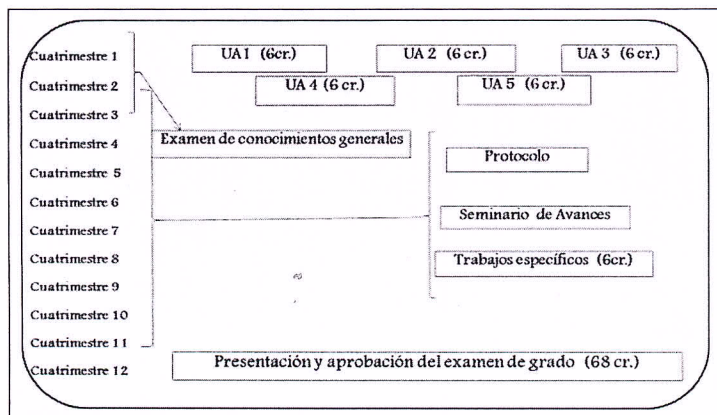 Cuatrimestre 1
UA1 (6cr.)
UA 2 (6 cr.)
UA 3 (6 cr.)
Cuatrimestre 2
UA 4 (6 cr.)
UA 5 (6 cr.)
Cuatrimestre 3
Cuatrimestre 4
Examen de conocimientos generales
Protocolo
Cuatrimestre 5
Cuatrimestre 6
Seminario de Avances
Cuatrimestre 7
Cuatrimestre 8
Trabajos específicos (6cr.)
Cuatrimestre 9
Cuatrimestre 10
Cuatrimestre 11
Cuatrimestre 12
Presentación y aprobación del examen de grado (68 cr.)